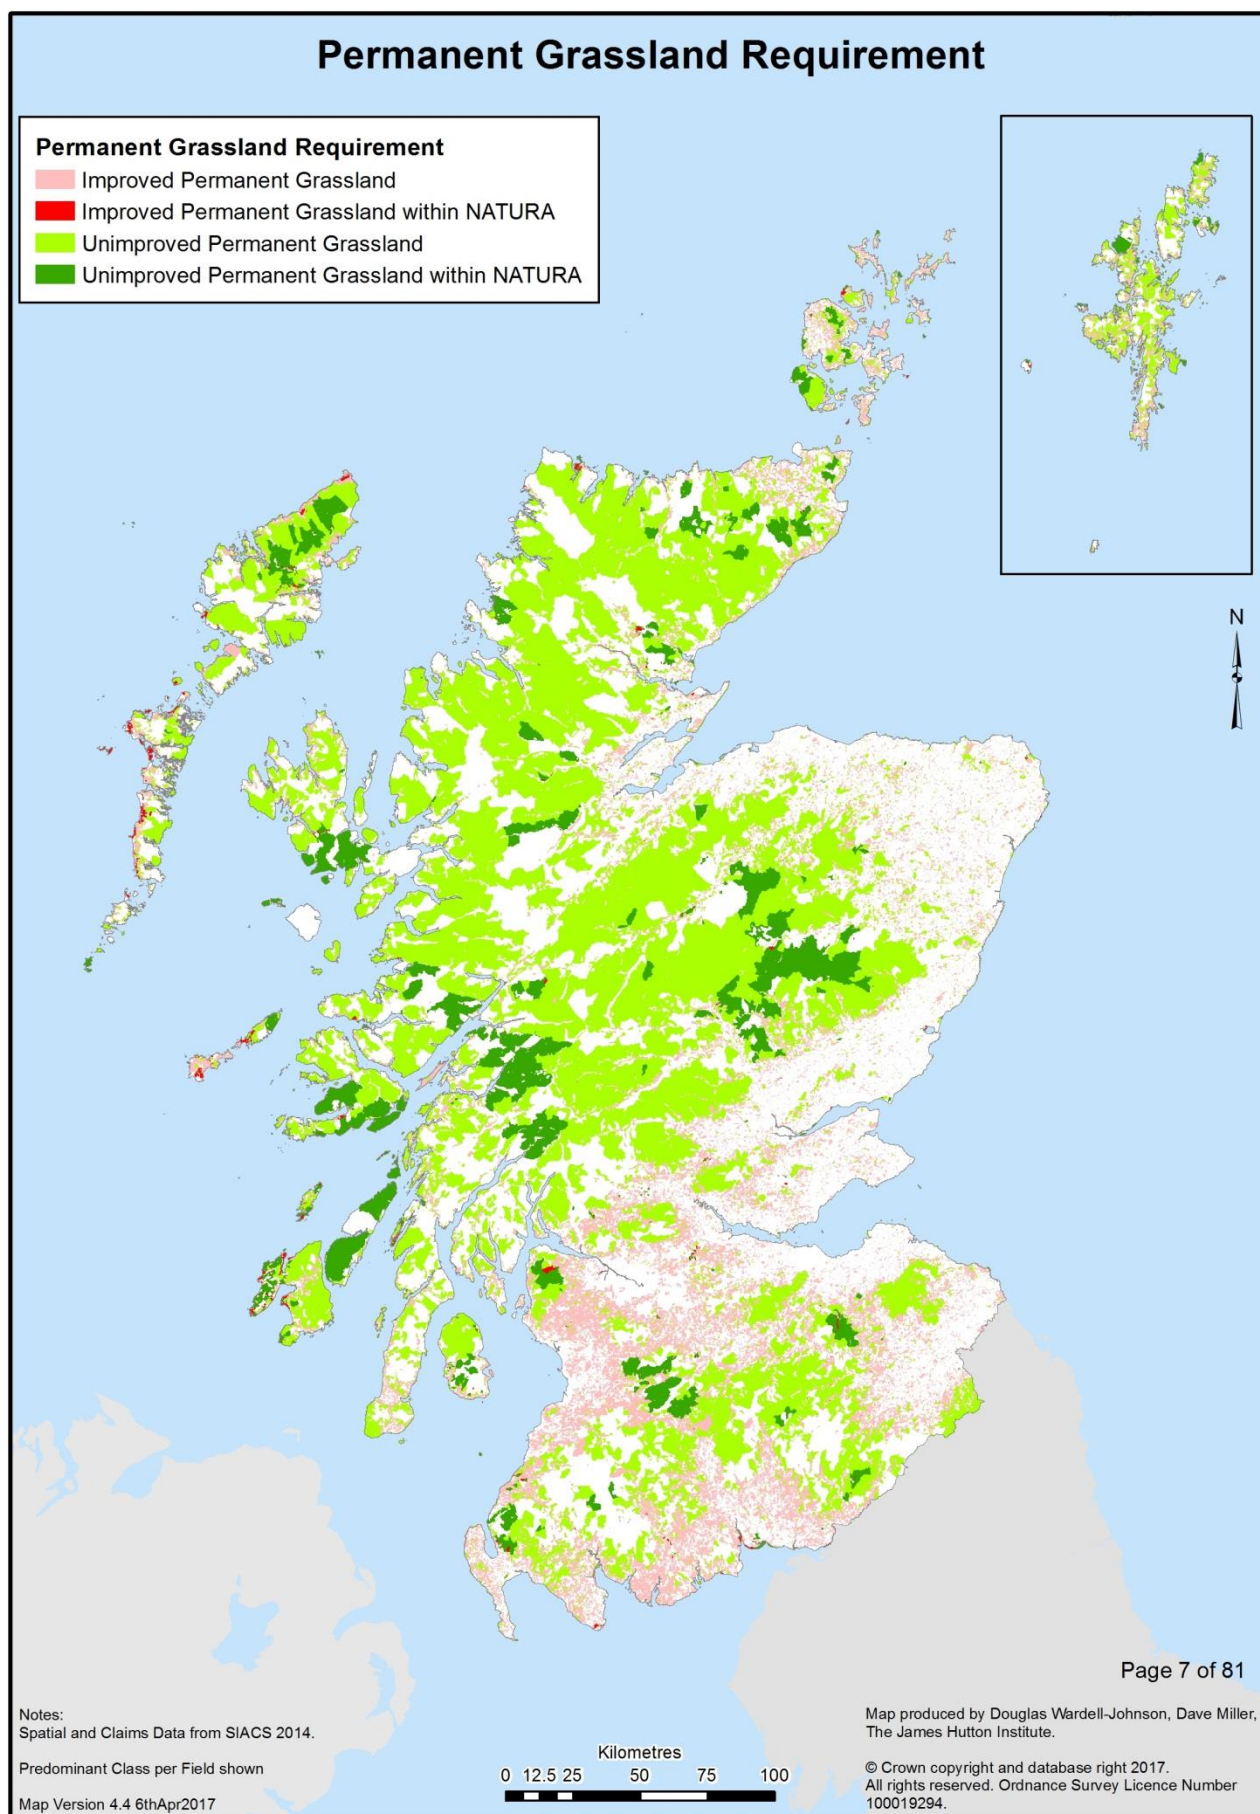 Permanent Grassland Requirement
Permanent Grassland Requirement
Improved Permanent Grassland
Improved Permanent Grassland within NATURA
Unimproved Permanent Grassland
Unimproved Permanent Grassland within NATURA
N
Page 7 of 81
Notes:
Spatial and Claims Data from SIACS 2014.
Predominant Class per Field shown
Map Version 4.4 6thApr2017
Kilometres
0 12.5 25 50 75 100
Map produced by Douglas Wardell-Johnson, Dave Miller,
The James Hutton Institute.
© Crown copyright and database right 2017.
All rights reserved. Ordnance Survey Licence Number
100019294.